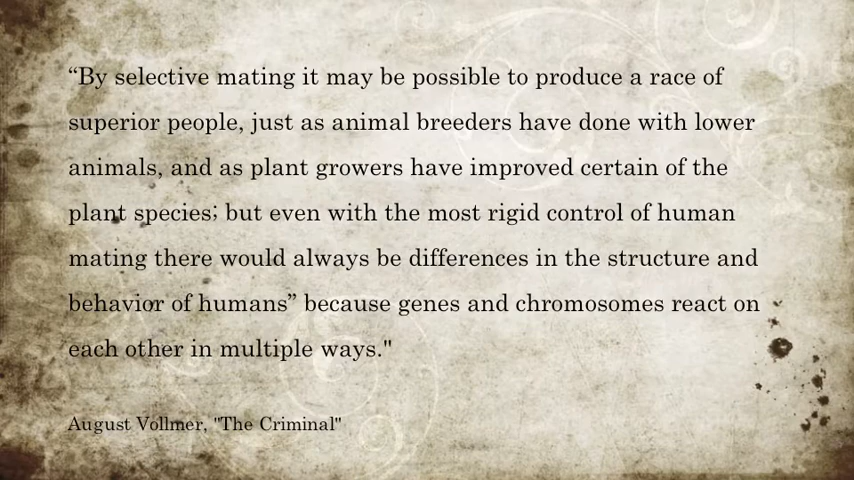 “By selective mating it may be possible to produce a race of
superior people, just as animal breeders have done with lower
animals, and as plant growers have improved certain of the
plant species; but even with the most rigid control of human
mating there would always be differences in the structure and
behavior of humans” because genes and chromosomes react on
each other in multiple ways."
August Vollmer, "The Criminal"